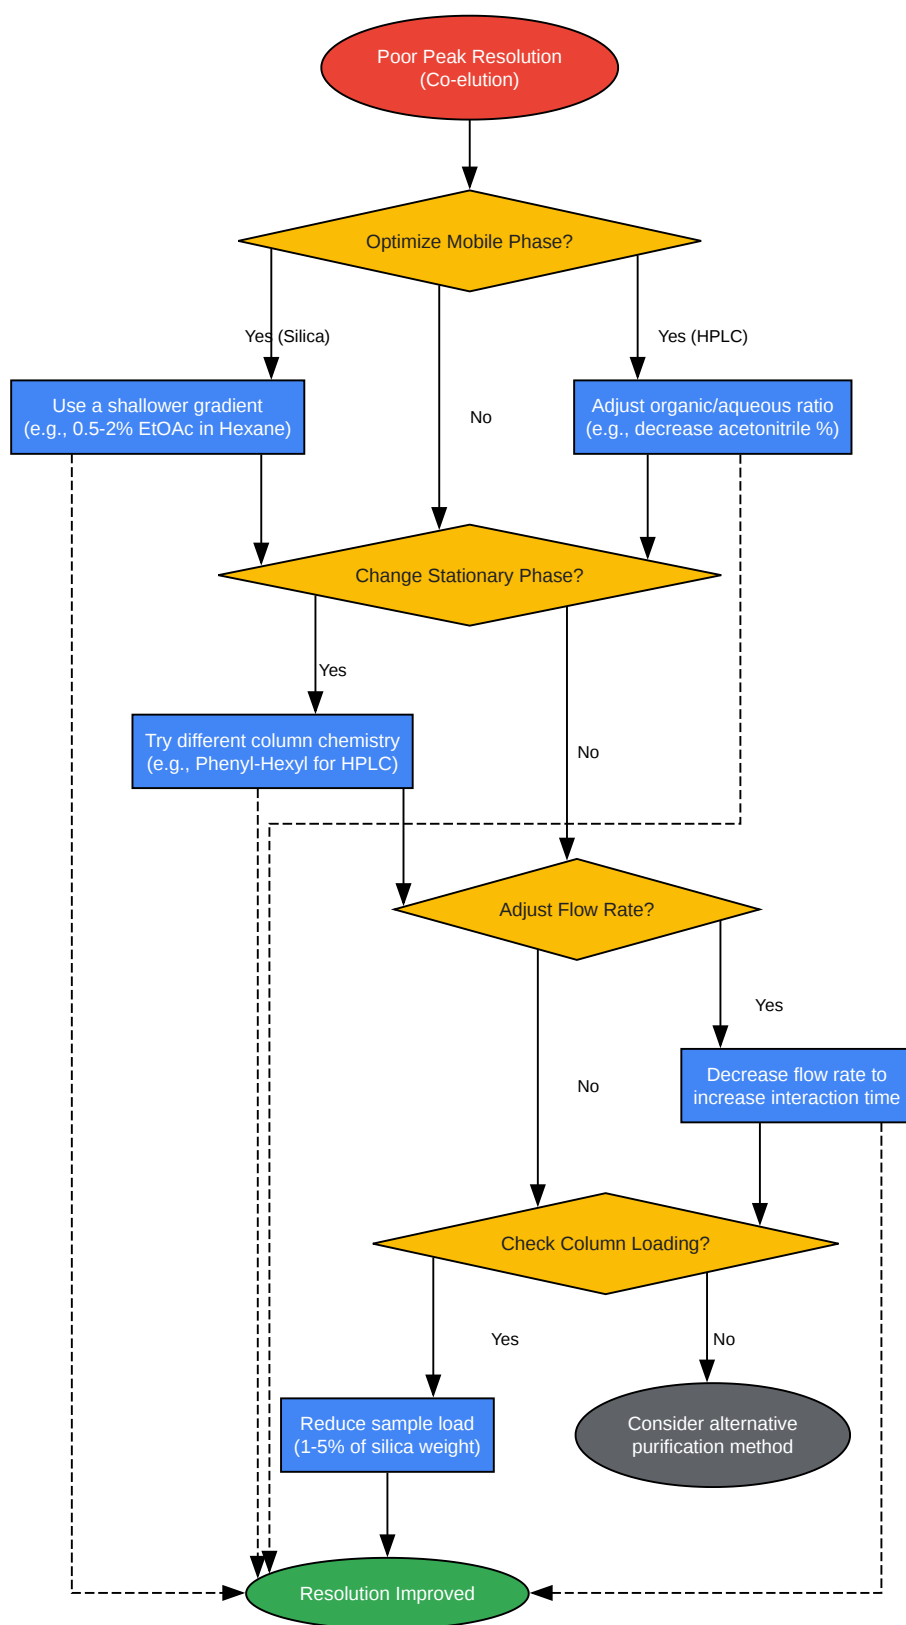 Poor Peak Resolution
(Co-elution)
Optimize Mobile Phase?
Yes (Silica)
Yes (HPLC)
Use a shallower gradient
(e.g., 0.5-2% EtOAc in Hexane)
No
Adjust organic/aqueous ratio
(e.g., decrease acetonitrile %)
Change Stationary Phase?
Yes
Try different column chemistry
(e.g., Phenyl-Hexyl for HPLC)
No
Adjust Flow Rate?
Yes
No
Decrease flow rate to
increase interaction time
Check Column Loading?
Yes
No
Reduce sample load
(1-5% of silica weight)
Consider alternative
purification method
Resolution Improved